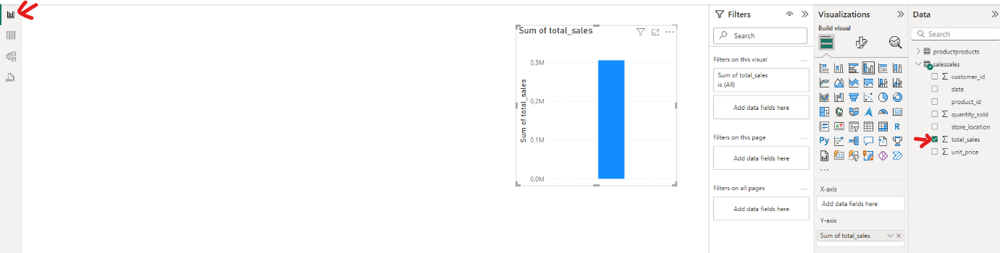 Sum of total_sales
0,3M
0,2M
0,1M
0,0M
Sum of total_sales
Filters
Search
Filters on this visual
Sum of total_sales
is (All)
Add data fields here
Filters on this page
Add data fields here
Filters on all pages
Add data fields here
Visualizations
Build visual
123
R
Py
X-axis
Add data fields here
Y-axis
Sum of total_sales
Data
Search
productproducts
salessales
customer_id
date
product_id
quantity_sold
store_location
total_sales
unit_price